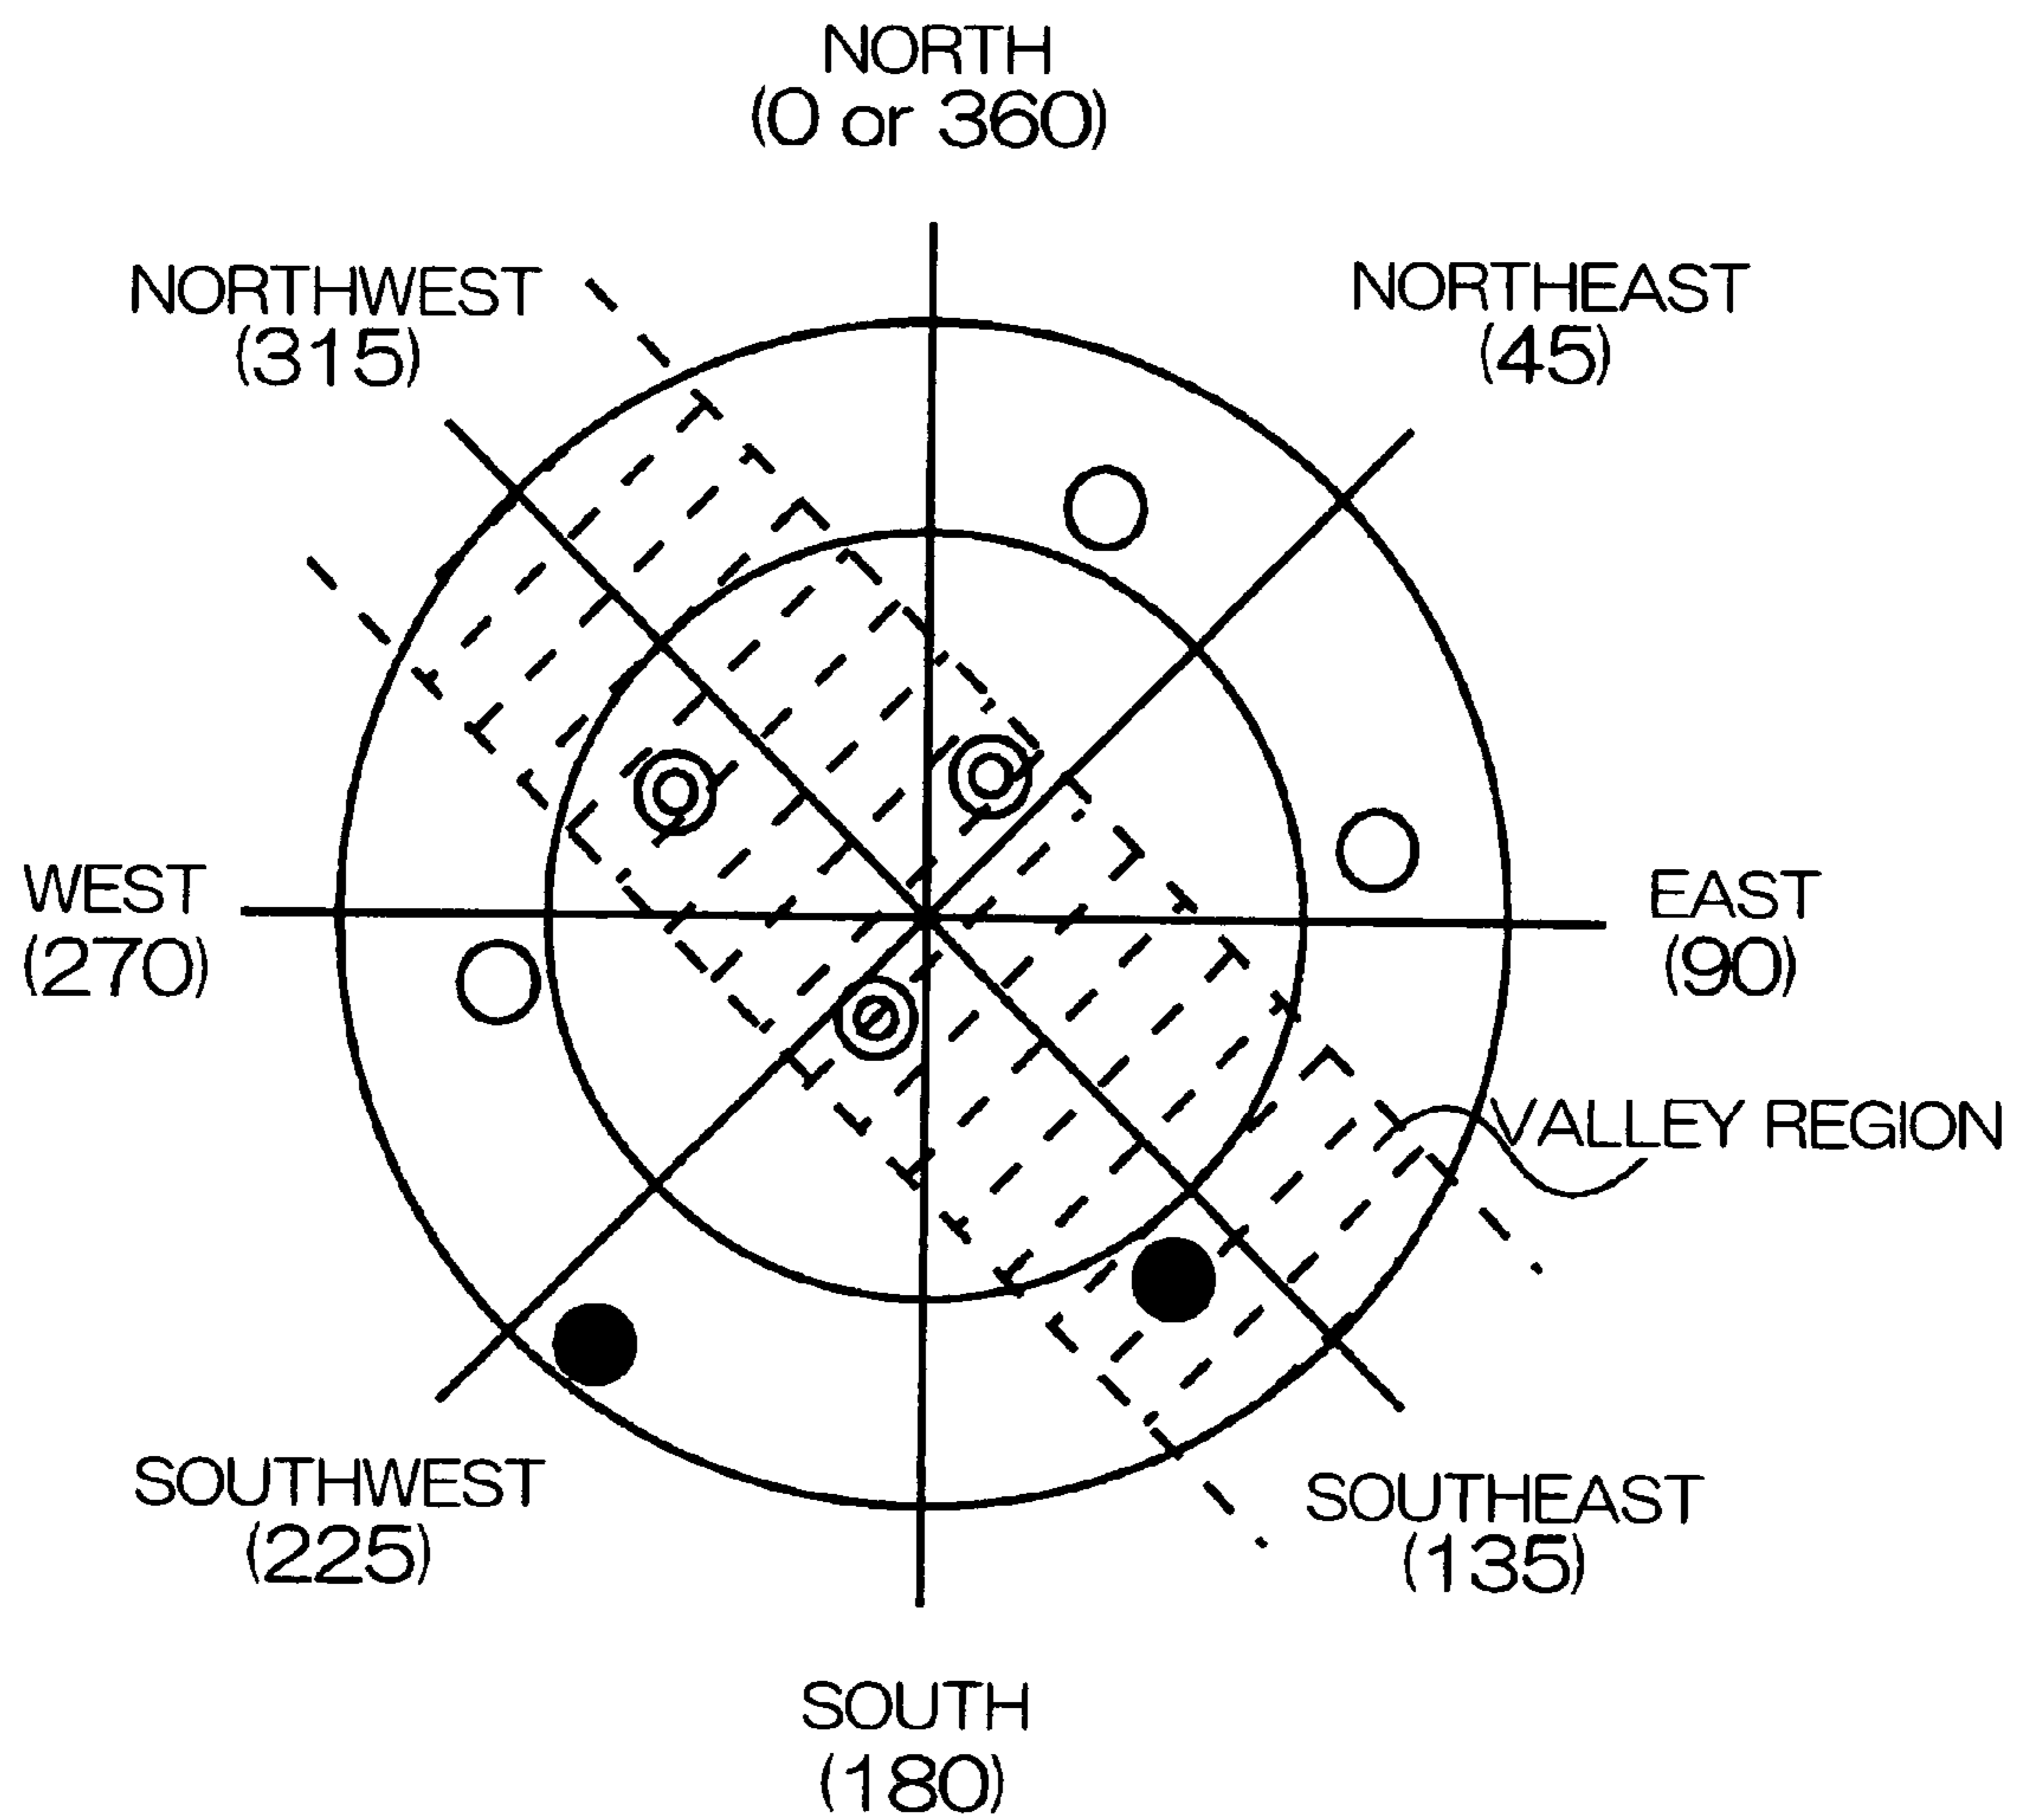 NORTH
(0 or 360)
NORTHWEST
(315)
NORTHEAST
(45)
WEST
(270)
EAST
(90)
VALLEY REGION
SOUTHWEST
(225)
SOUTHEAST
(135)
SOUTH
(180)